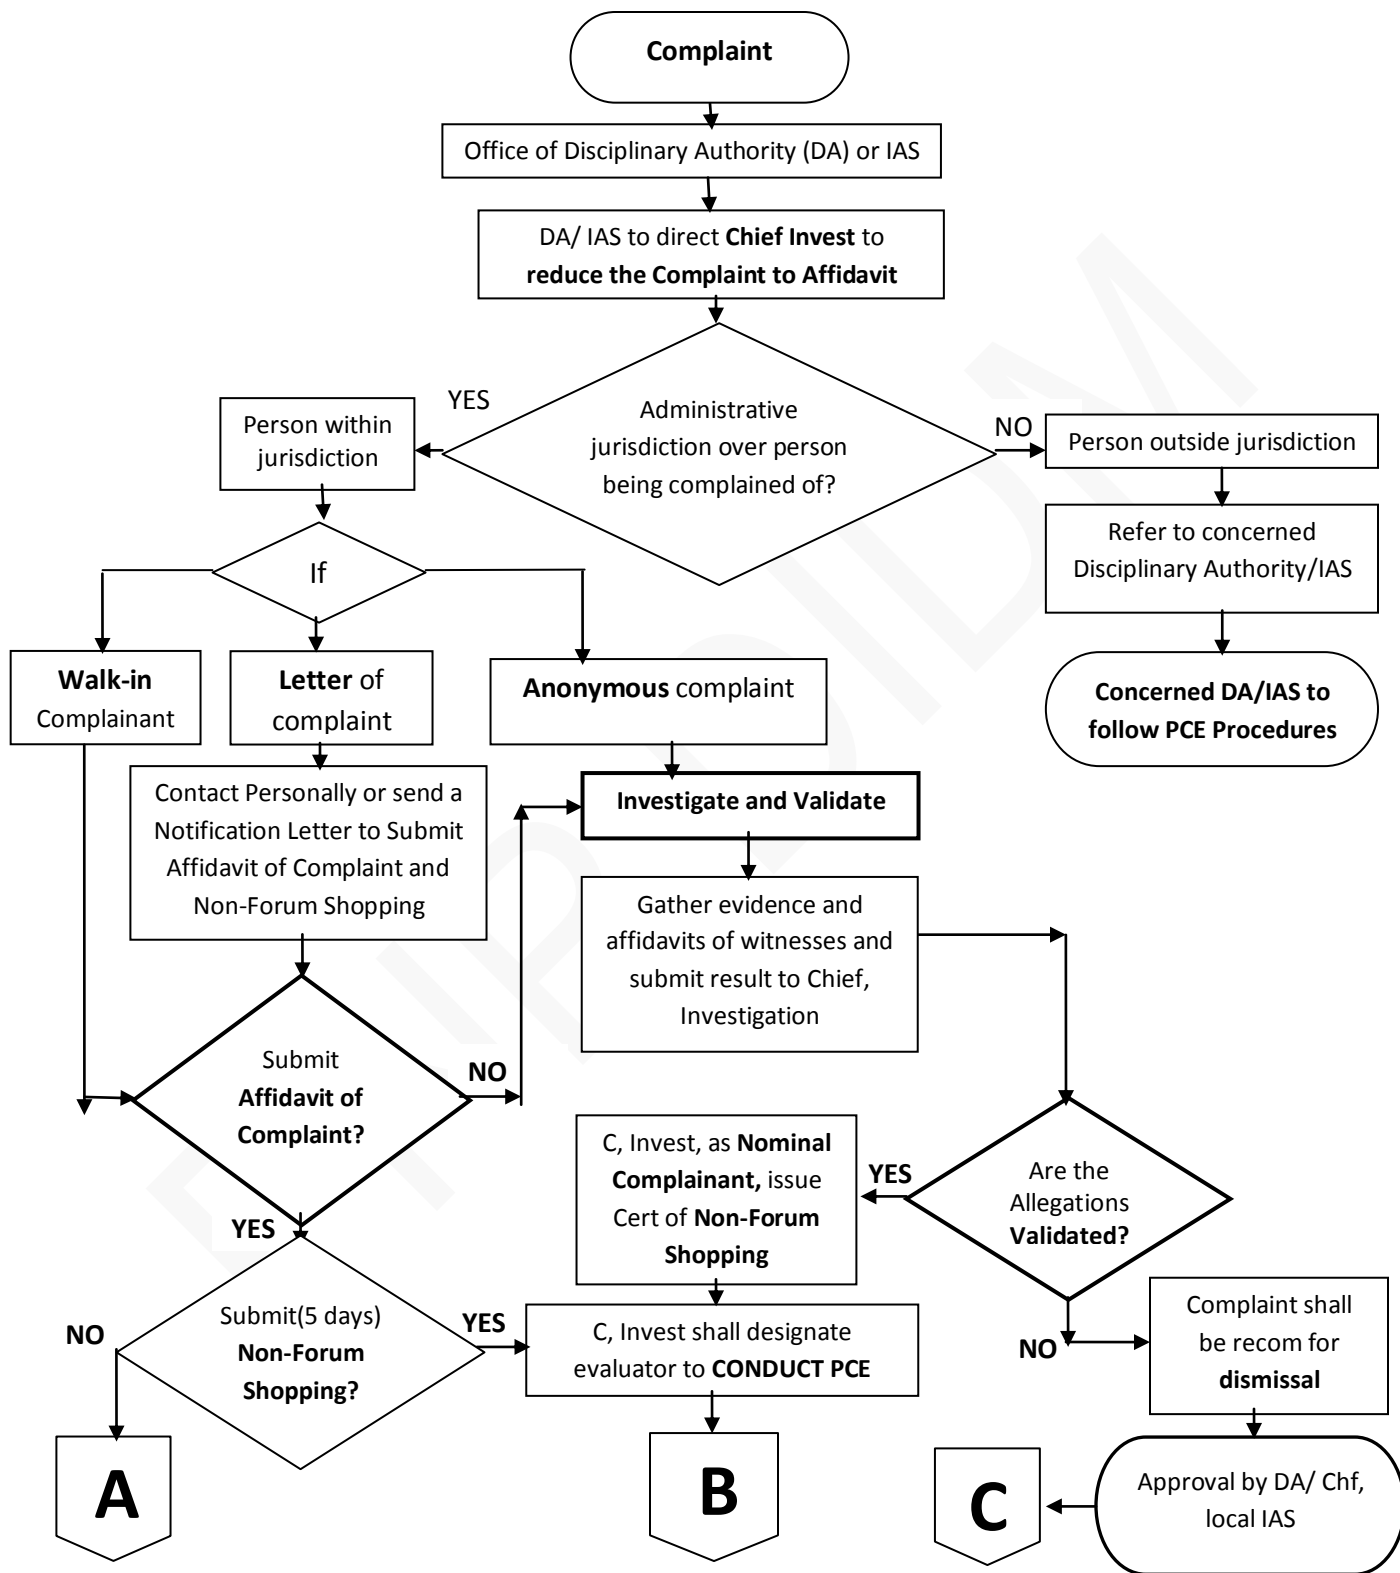 Complaint
Office of Disciplinary Authority (DA) or IAS
DA/ IAS to direct Chief Invest to
reduce the Complaint to Affidavit
YES
Administrative
jurisdiction over person
being complained of?
NO
Person within
jurisdiction
Person outside jurisdiction
Refer to concerned
Disciplinary Authority/IAS
Concerned DA/IAS to
follow PCE Procedures
If
Walk-in
Complainant
Letter of
complaint
Anonymous complaint
Contact Personally or send a
Notification Letter to Submit
Affidavit of Complaint and
Non-Forum Shopping
Investigate and Validate
Gather evidence and
affidavits of witnesses and
submit result to Chief,
Investigation
Submit
Affidavit of
Complaint?
NO
YES
C, Invest, as Nominal
Complainant, issue
Cert of Non-Forum
Shopping
YES
Are the
Allegations
Validated?
NO
Complaint shall
be recom for
dismissal
NO
Submit(5 days)
Non-Forum
Shopping?
YES
C, Invest shall designate
evaluator to CONDUCT PCE
A
B
C
Approval by DA/ Chf,
local IAS